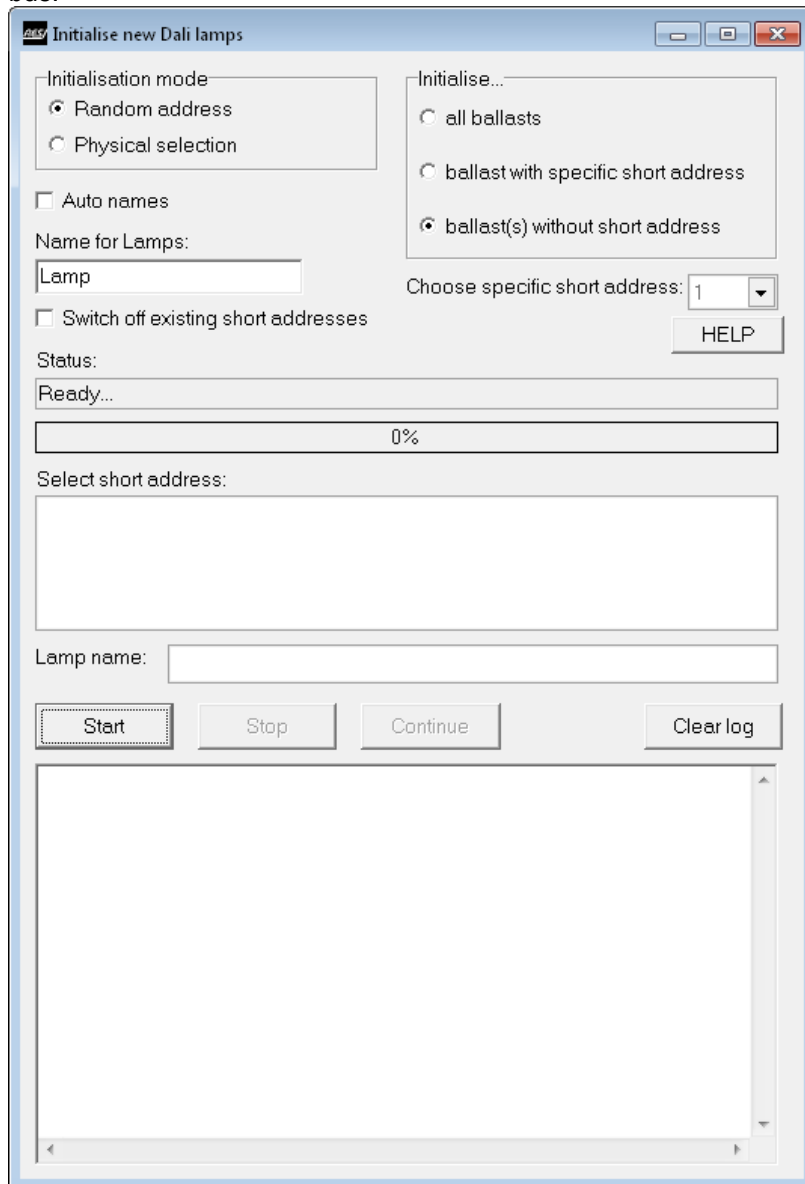 Initialise new Dali lamps
Initialisation mode
Random address
Physical selection
Initialise...
all ballasts
ballast with specific short address
ballast(s) without short address
Auto names
Name for Lamps:
Lamp
Choose specific short address: 1
Switch off existing short addresses
HELP
Status:
Ready...
0%
Select short address:
Lamp name:
Start Stop Continue Clear log